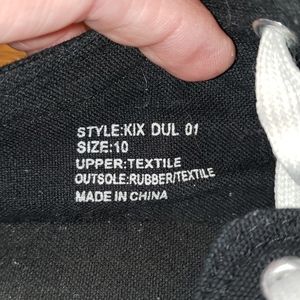 STYLE:KIX DUL 01
SIZE:10
UPPER:TEXTILE
OUTSOLE:RUBBER/TEXTILE
MADE IN CHINA